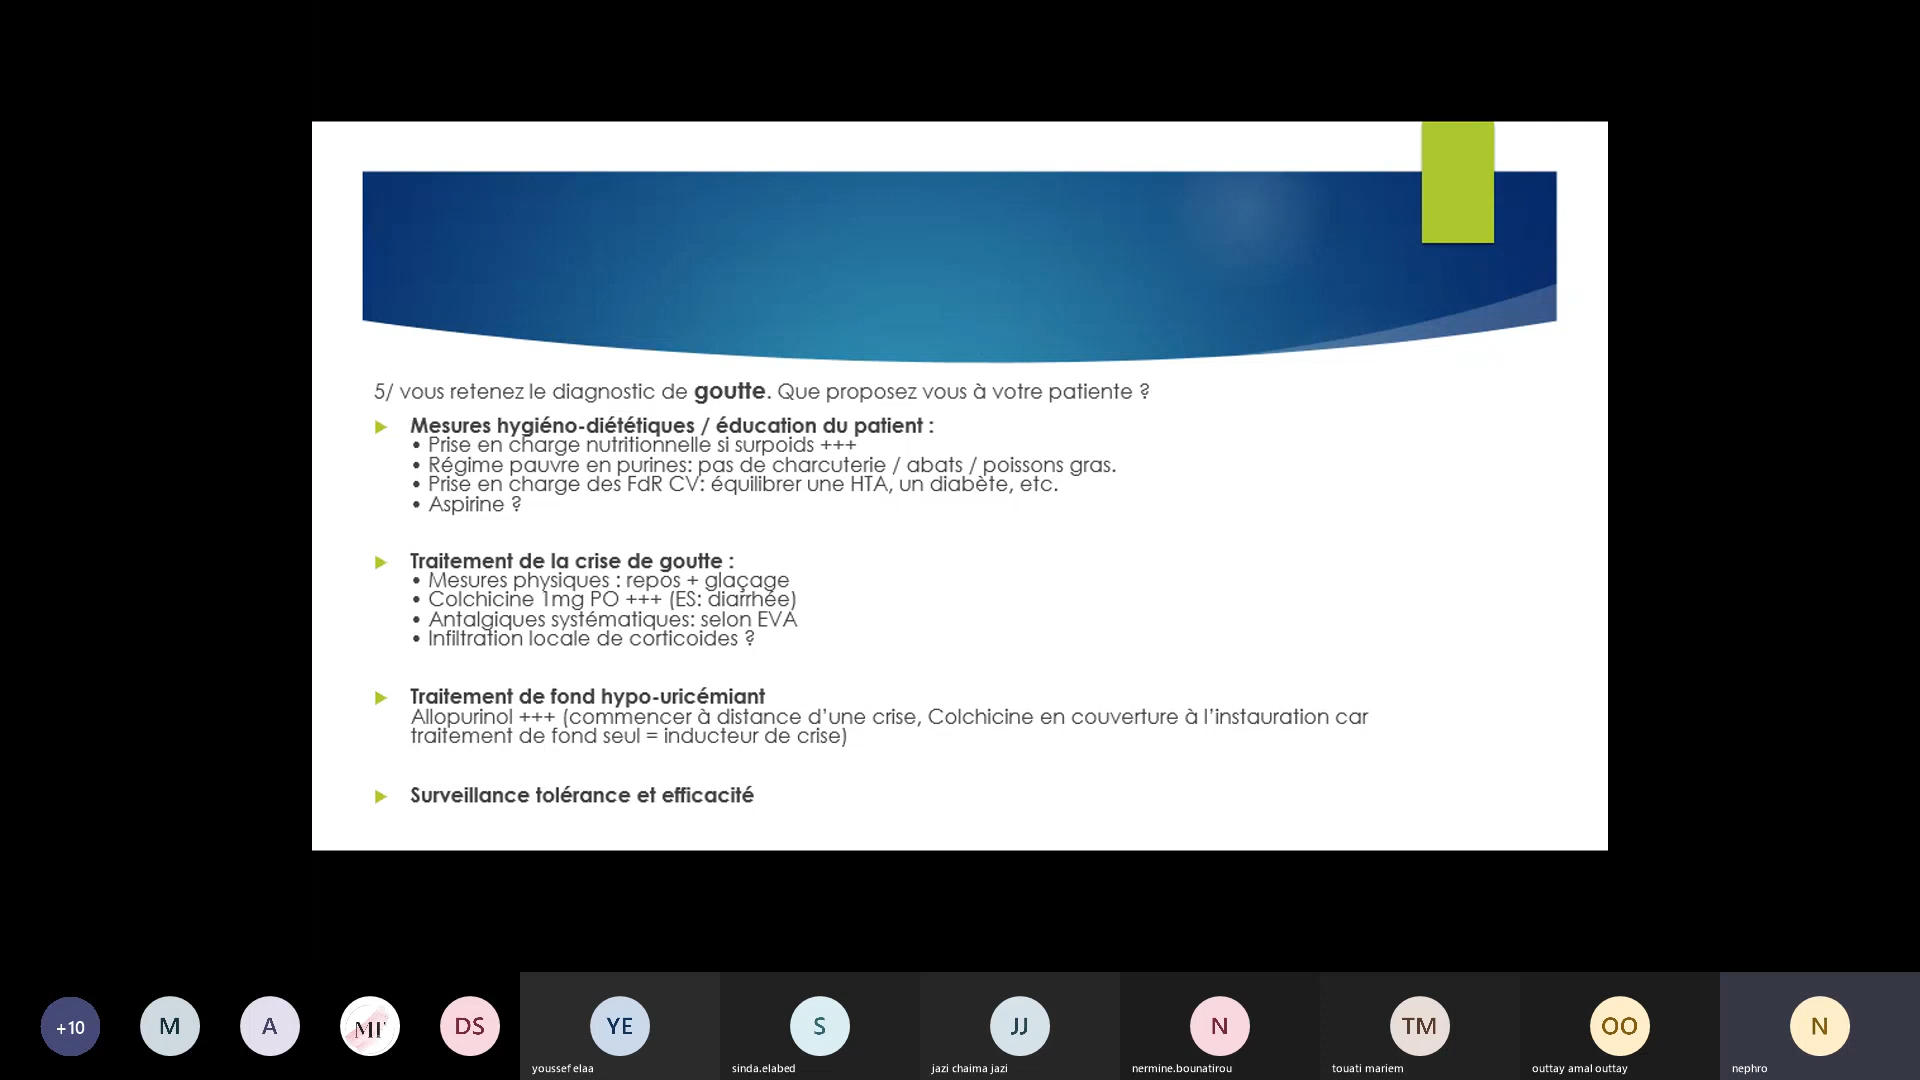 5/ vous retenez le diagnostic de goutte. Que proposez vous à votre patiente ?
Mesures hygiéno-diététiques / éducation du patient :
• Prise en charge nutritionnelle si surpoids +++
• Régime pauvre en purines: pas de charcuterie / abats / poissons gras.
• Prise en charge des FdR CV: équilibrer une HTA, un diabète, etc.
• Aspirine ?
Traitement de la crise de goutte :
• Mesures physiques : repos + glaçage
• Colchicine 1mg PO +++ (ES: diarrhée)
• Antalgiques systématiques: selon EVA
• Infiltration locale de corticoides ?
Traitement de fond hypo-uricémiant
Allopurinol +++ (commencer à distance d’une crise, Colchicine en couverture à l’instauration car
traitement de fond seul = inducteur de crise)
Surveillance tolérance et efficacité
+10
M
A
MF
DS
YE
S
JJ
N
TM
OO
N
youssef elaa
sinda.elabed
jazi chaima jazi
nermine.bounatirou
touati mariem
outtay amal outtay
nephro